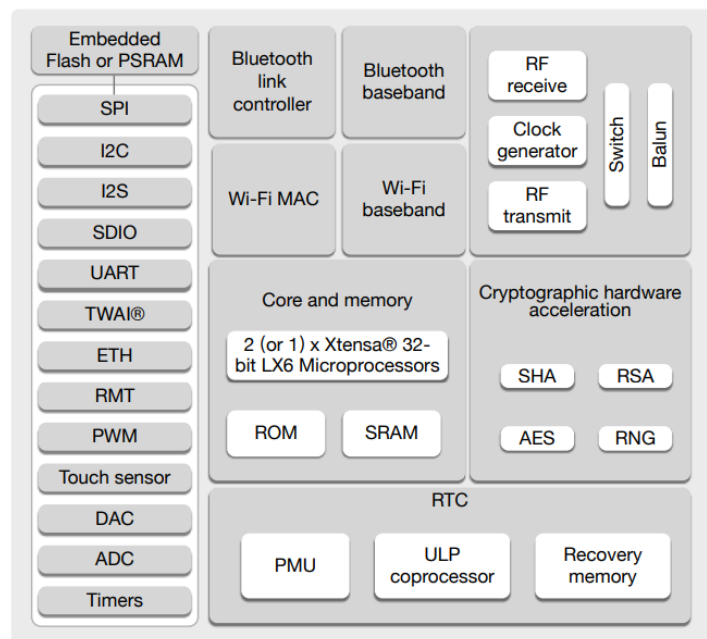 Embedded
Flash or PSRAM
SPI
I2C
I2S
SDIO
UART
TWAI®
ETH
RMT
PWM
Touch sensor
DAC
ADC
Timers
Bluetooth
link
controller
Bluetooth
baseband
Wi-Fi MAC
Wi-Fi
baseband
RF
receive
Clock
generator
RF
transmit
Switch
Balun
Core and memory
2 (or 1) x Xtensa® 32-
bit LX6 Microprocessors
ROM
SRAM
Cryptographic hardware
acceleration
SHA
RSA
AES
RNG
RTC
PMU
ULP
coprocessor
Recovery
memory